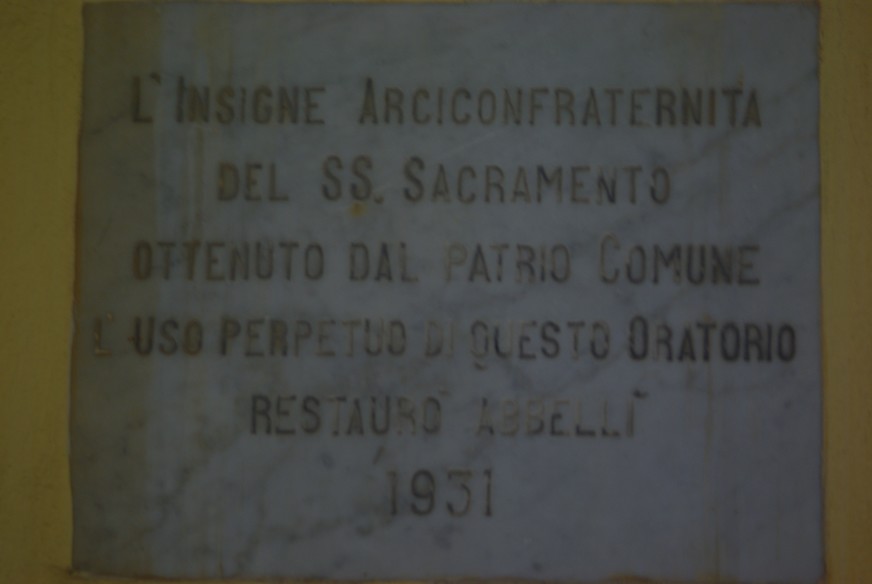 L' INSIGNE ARCICONFRATERNITA
DEL SS. SACRAMENTO
OTTENUTO DAL PATRIO COMUNE
L' USO PERPETUO DI QUESTO ORATORIO
RESTAURÒ ABBELLÌ
1931